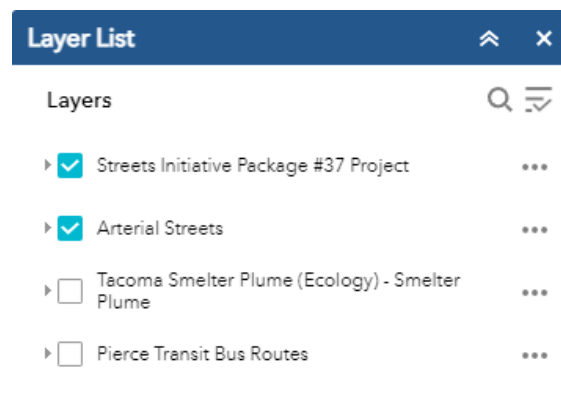 Layer List
Layers
Streets Initiative Package #37 Project
Arterial Streets
Tacoma Smelter Plume (Ecology) - Smelter
Plume
Pierce Transit Bus Routes